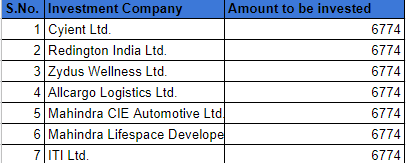 S.No. Investment Company Amount to be invested
1 Cyient Ltd. 6774
2 Redington India Ltd. 6774
3 Zydus Wellness Ltd. 6774
4 Allcargo Logistics Ltd. 6774
5 Mahindra CIE Automotive Ltd 6774
6 Mahindra Lifespace Develope 6774
7 ITI Ltd. 6774